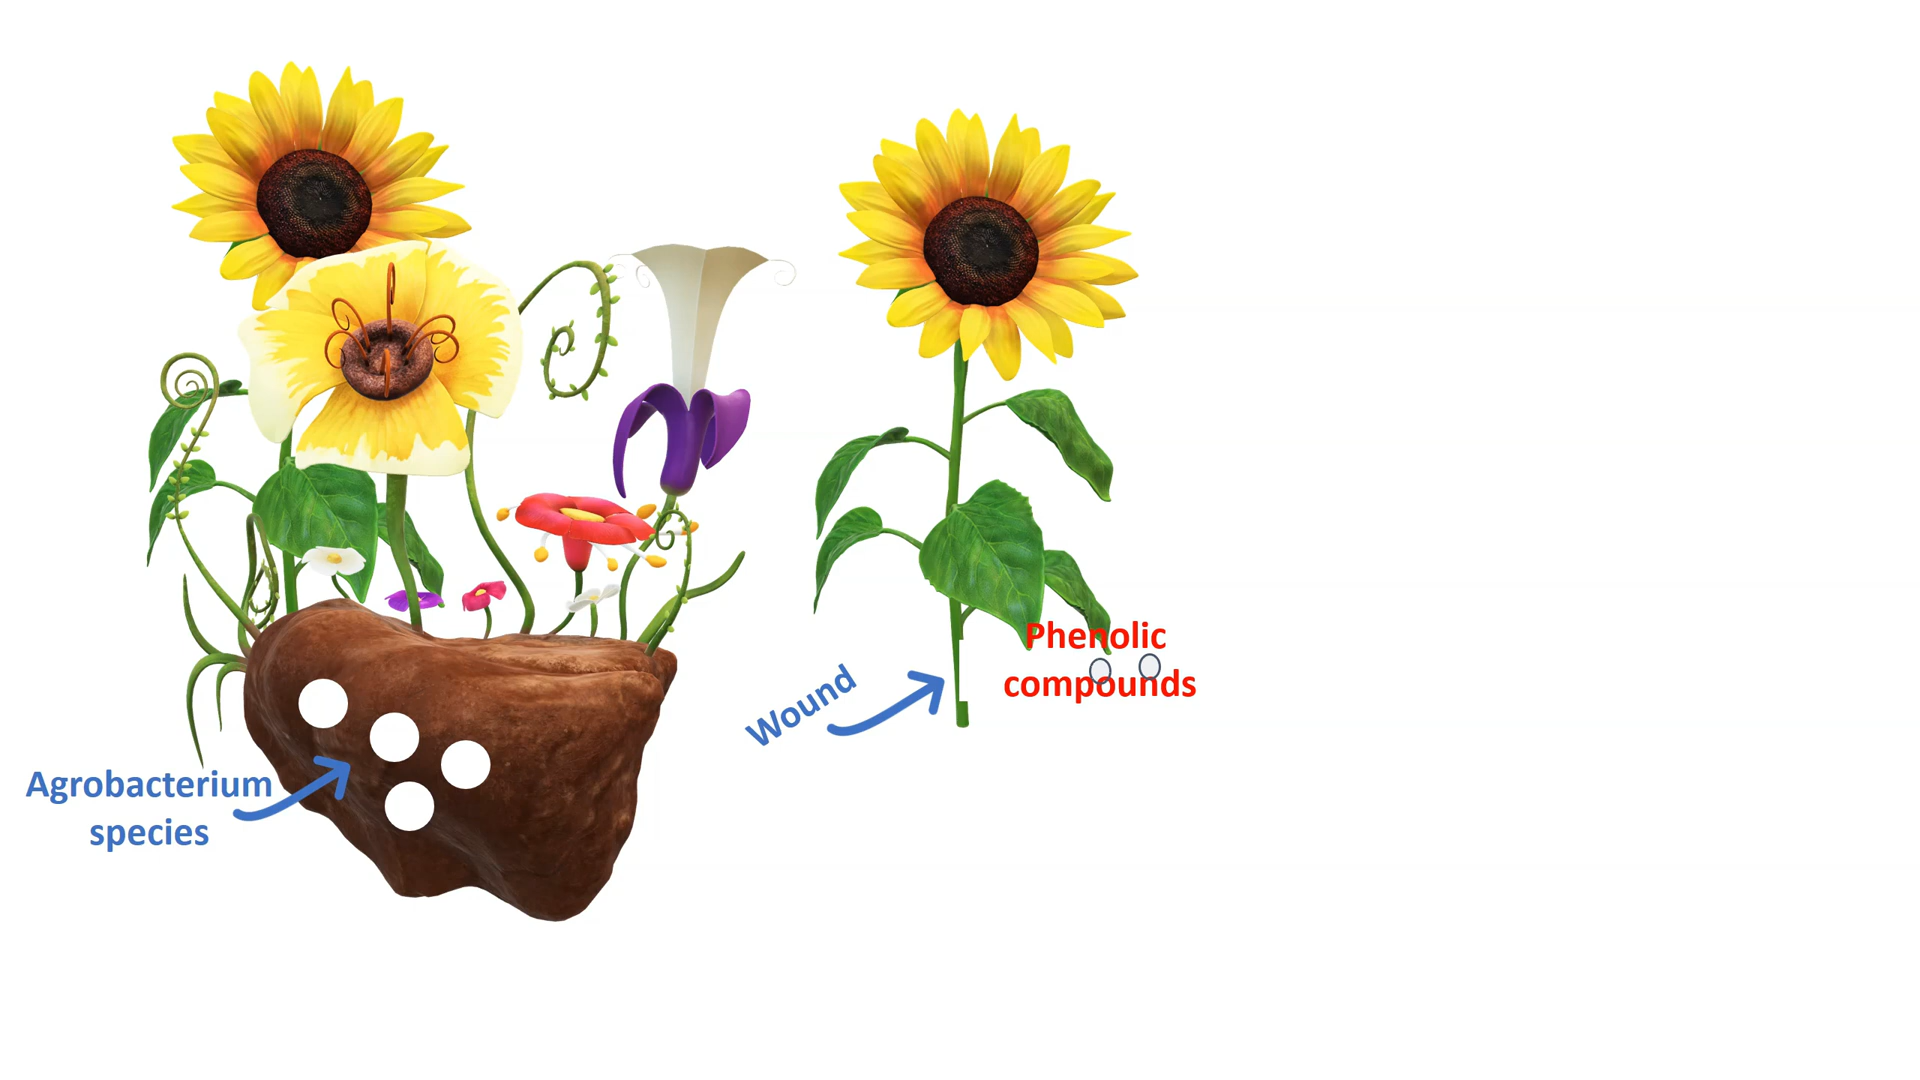 Agrobacterium
species
Wound
Phenolic
compounds